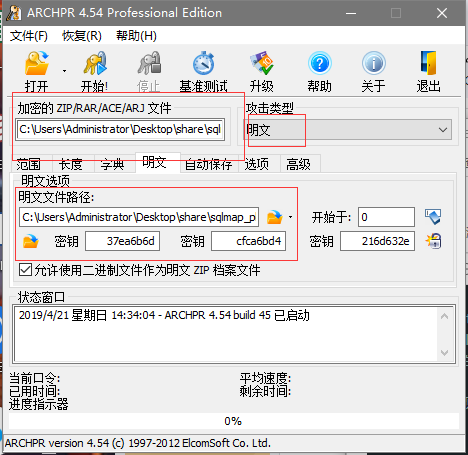 ARCHPR 4.54 Professional Edition
文件(F) 恢复(R) 帮助(H)
打开 开始! 停止 基准测试 升级 帮助 关于 退出
加密的 ZIP/RAR/ACE/ARJ 文件 攻击类型
C:\Users\Administrator\Desktop\share\sql 明文
范围 长度 字典 明文 自动保存 选项 高级
明文选项
明文文件路径:
C:\Users\Administrator\Desktop\share\sqlmap_p 开始于: 0
密钥 37ea6b6d 密钥 cfca6bd4 密钥 216d632e
允许使用二进制文件作为明文 ZIP 档案文件
状态窗口
2019/4/21 星期日 14:34:04 - ARCHPR 4.54 build 45 已启动
当前口令: 平均速度:
已用时间: 剩余时间:
进度指示器
0%
ARCHPR version 4.54 (c) 1997-2012 ElcomSoft Co. Ltd.